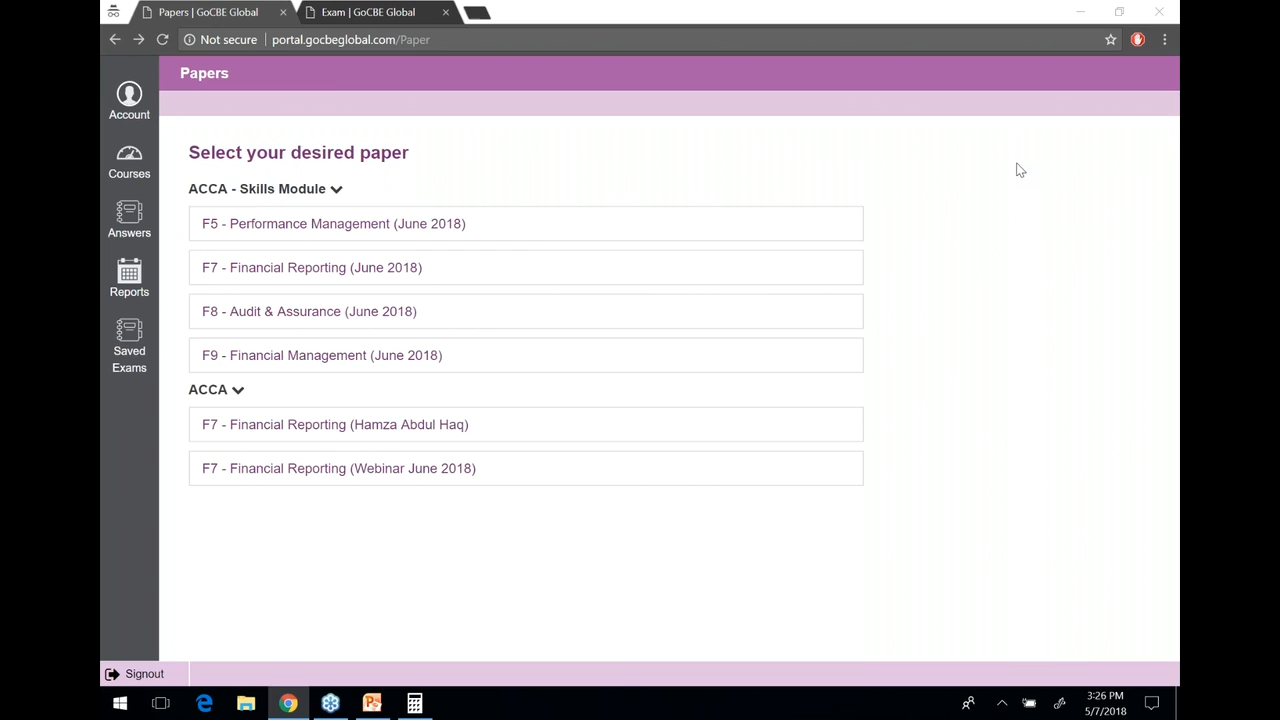 Papers | GoCBE Global
Exam | GoCBE Global
Not secure
portal.gocbeglobal.com/Paper
Papers
Account
Courses
Answers
Reports
Saved
Exams
Select your desired paper
ACCA - Skills Module
F5 - Performance Management (June 2018)
F7 - Financial Reporting (June 2018)
F8 - Audit & Assurance (June 2018)
F9 - Financial Management (June 2018)
ACCA
F7 - Financial Reporting (Hamza Abdul Haq)
F7 - Financial Reporting (Webinar June 2018)
Signout
3:26 PM
5/7/2018